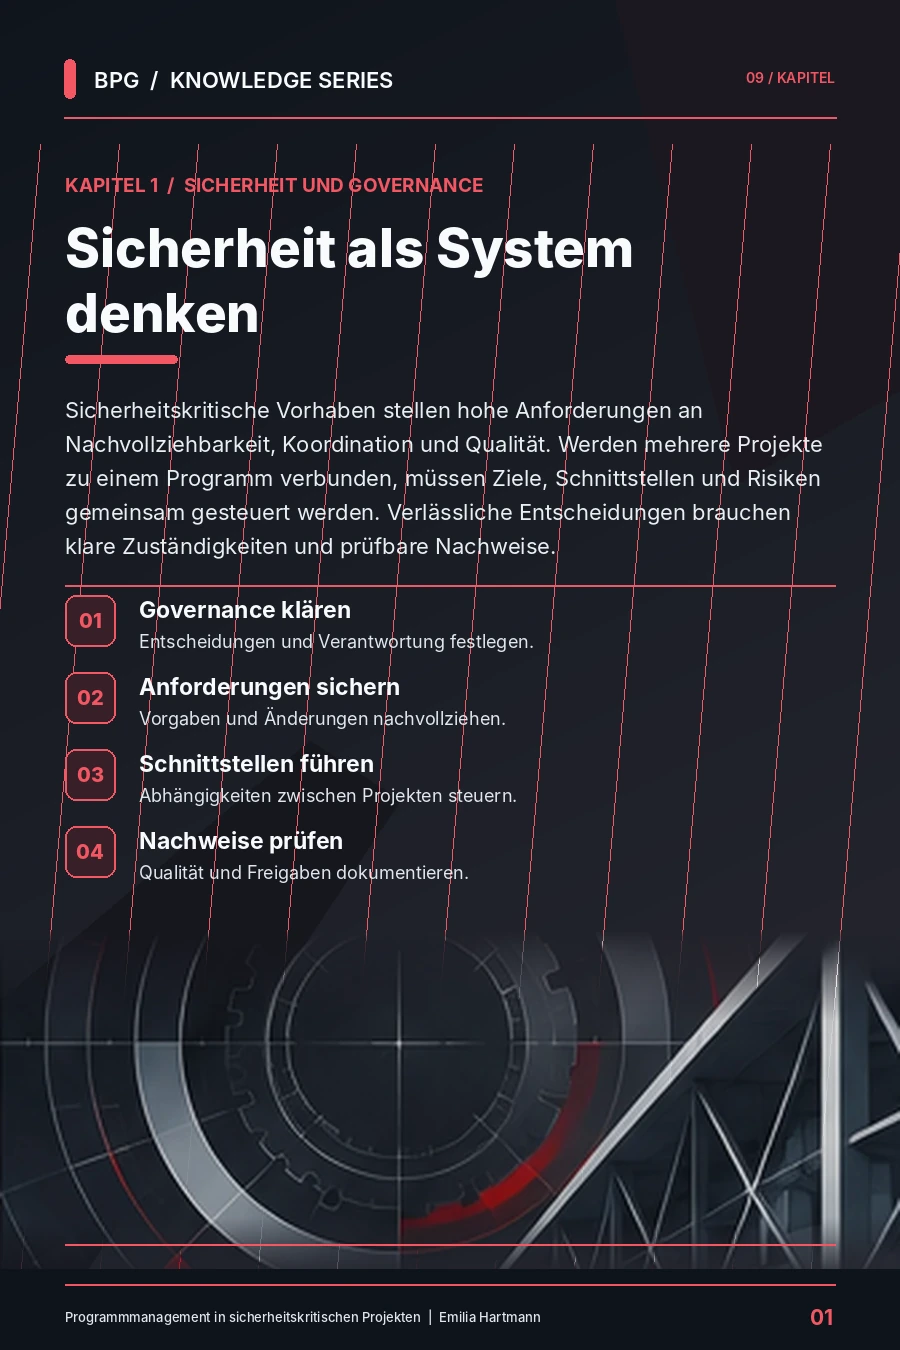 BPG / KNOWLEDGE SERIES
09 / KAPITEL
KAPITEL 1 / SICHERHEIT UND GOVERNANCE
Sicherheit als System
denken
Sicherheitskritische Vorhaben stellen hohe Anforderungen an
Nachvollziehbarkeit, Koordination und Qualität. Werden mehrere Projekte
zu einem Programm verbunden, müssen Ziele, Schnittstellen und Risiken
gemeinsam gesteuert werden. Verlässliche Entscheidungen brauchen
klare Zuständigkeiten und prüfbare Nachweise.
01
Governance klären
Entscheidungen und Verantwortung festlegen.
02
Anforderungen sichern
Vorgaben und Änderungen nachvollziehen.
03
Schnittstellen führen
Abhängigkeiten zwischen Projekten steuern.
04
Nachweise prüfen
Qualität und Freigaben dokumentieren.
Programmmanagement in sicherheitskritischen Projekten | Emilia Hartmann
01